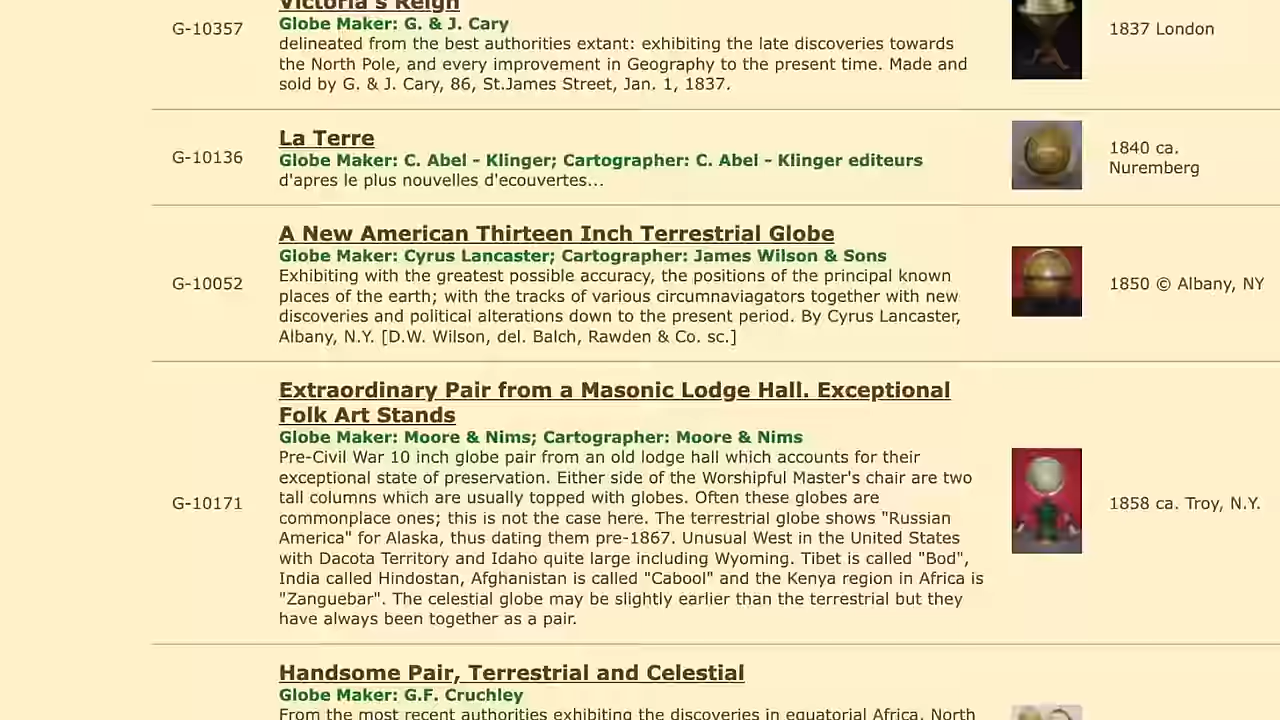 Victoria's Reign
Globe Maker: G. & J. Cary
G-10357
1837 London
delineated from the best authorities extant: exhibiting the late discoveries towards
the North Pole, and every improvement in Geography to the present time. Made and
sold by G. & J. Cary, 86, St.James Street, Jan. 1, 1837.
La Terre
G-10136
1840 ca.
Nuremberg
Globe Maker: C. Abel - Klinger; Cartographer: C. Abel - Klinger editeurs
d'apres le plus nouvelles d'ecouvertes...
A New American Thirteen Inch Terrestrial Globe
Globe Maker: Cyrus Lancaster; Cartographer: James Wilson & Sons
G-10052
1850 © Albany, NY
Exhibiting with the greatest possible accuracy, the positions of the principal known
places of the earth; with the tracks of various circumnaviagators together with new
discoveries and political alterations down to the present period. By Cyrus Lancaster,
Albany, N.Y. [D.W. Wilson, del. Balch, Rawden & Co. sc.]
Extraordinary Pair from a Masonic Lodge Hall. Exceptional
Folk Art Stands
Globe Maker: Moore & Nims; Cartographer: Moore & Nims
G-10171
1858 ca. Troy, N.Y.
Pre-Civil War 10 inch globe pair from an old lodge hall which accounts for their
exceptional state of preservation. Either side of the Worshipful Master's chair are two
tall columns which are usually topped with globes. Often these globes are
commonplace ones; this is not the case here. The terrestrial globe shows "Russian
America" for Alaska, thus dating them pre-1867. Unusual West in the United States
with Dacota Territory and Idaho quite large including Wyoming. Tibet is called "Bod",
India called Hindostan, Afghanistan is called "Cabool" and the Kenya region in Africa is
"Zanguebar". The celestial globe may be slightly earlier than the terrestrial but they
have always been together as a pair.
Handsome Pair, Terrestrial and Celestial
Globe Maker: G.F. Cruchley
From the most recent authorities exhibiting the discoveries in equatorial Africa, North